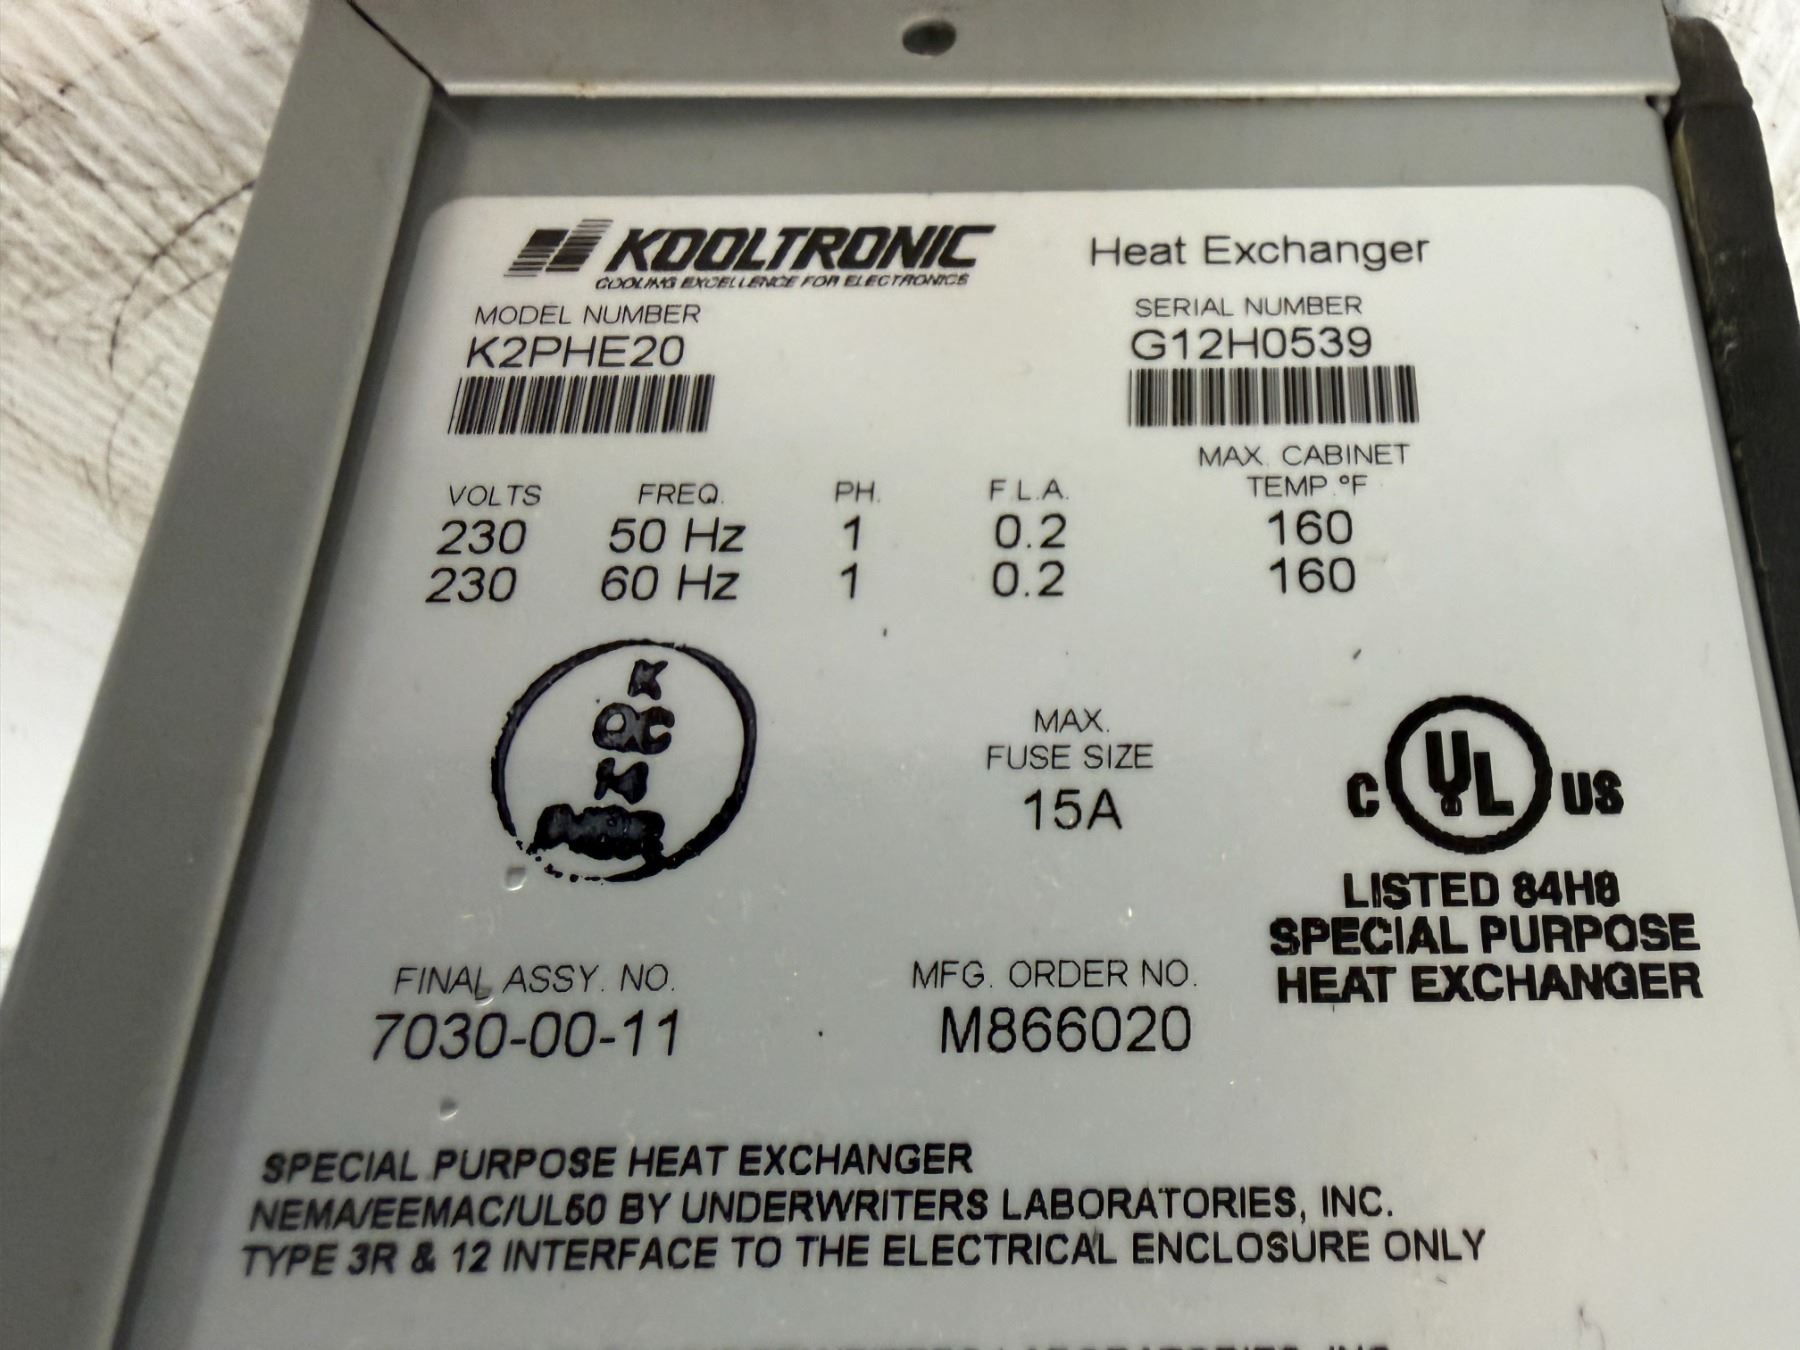 KOOLTRONIC
COOLING EXCELLENCE FOR ELECTRONICS
Heat Exchanger
MODEL NUMBER
K2PHE20
SERIAL NUMBER
G12H0539
VOLTS FREQ. PH. F.L.A. MAX. CABINET TEMP. °F
230 50 Hz 1 0.2 160
230 60 Hz 1 0.2 160
K
QC
MAX.
FUSE SIZE
15A
C UL US
LISTED 84H8
SPECIAL PURPOSE
HEAT EXCHANGER
FINAL ASSY. NO.
7030-00-11
MFG. ORDER NO.
M866020
SPECIAL PURPOSE HEAT EXCHANGER
NEMA/EEMAC/UL50 BY UNDERWRITERS LABORATORIES, INC.
TYPE 3R & 12 INTERFACE TO THE ELECTRICAL ENCLOSURE ONLY